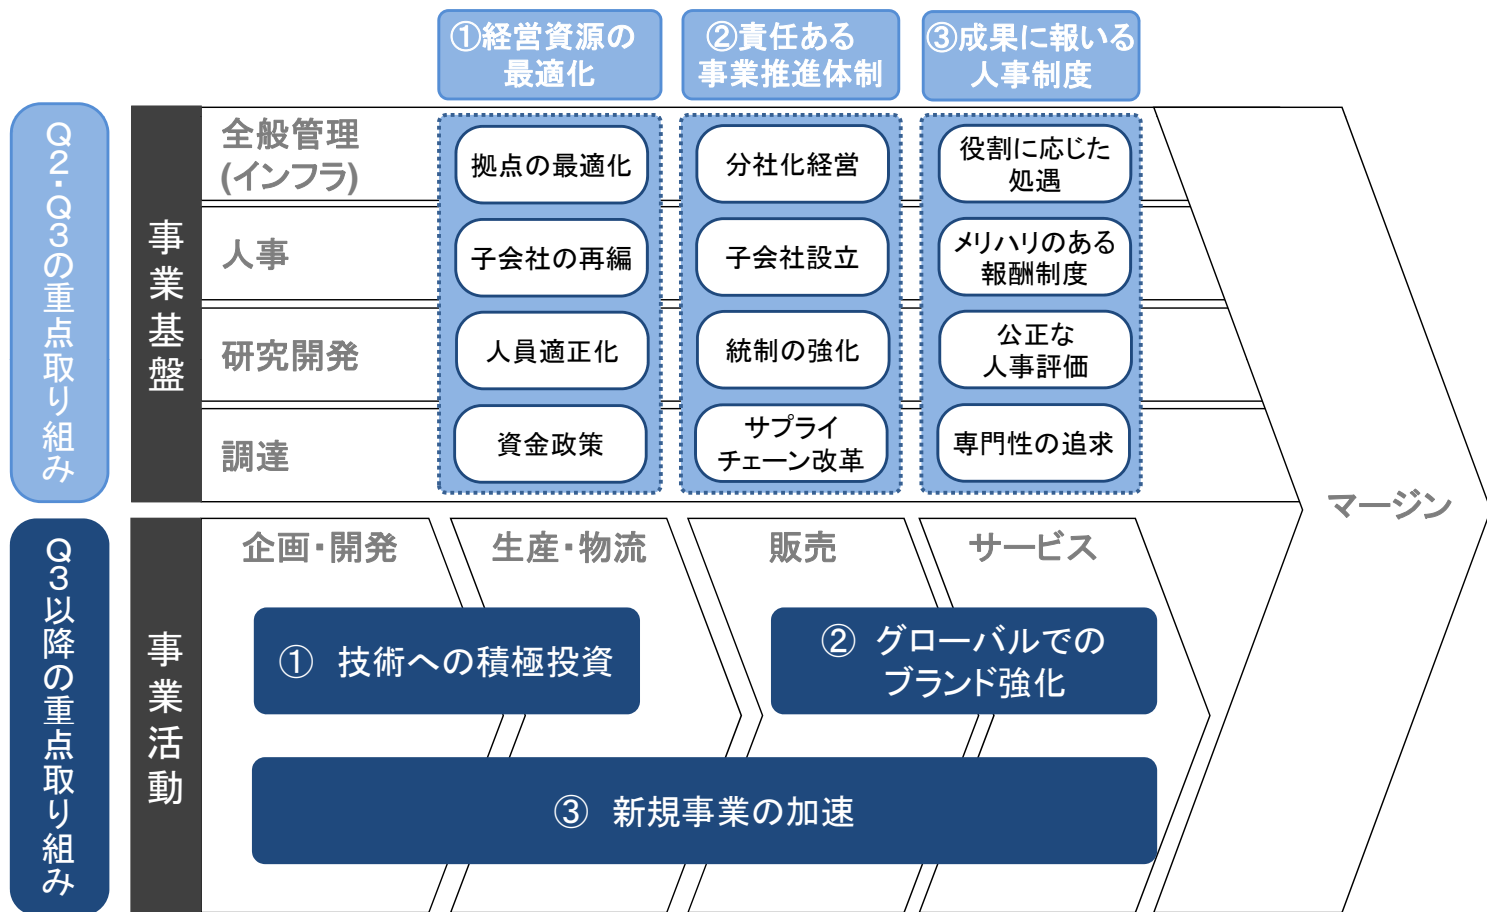 ①経営資源の
最適化
②責任ある
事業推進体制
③成果に報いる
人事制度
Q2・Q3の重点取り組み
事業基盤
全般管理
(インフラ)
拠点の最適化
分社化経営
役割に応じた
処遇
人事
子会社の再編
子会社設立
メリハリのある
報酬制度
研究開発
人員適正化
統制の強化
公正な
人事評価
調達
資金政策
サプライ
チェーン改革
専門性の追求
マージン
Q3以降の重点取り組み
事業活動
企画・開発
生産・物流
販売
サービス
① 技術への積極投資
② グローバルでの
ブランド強化
③ 新規事業の加速